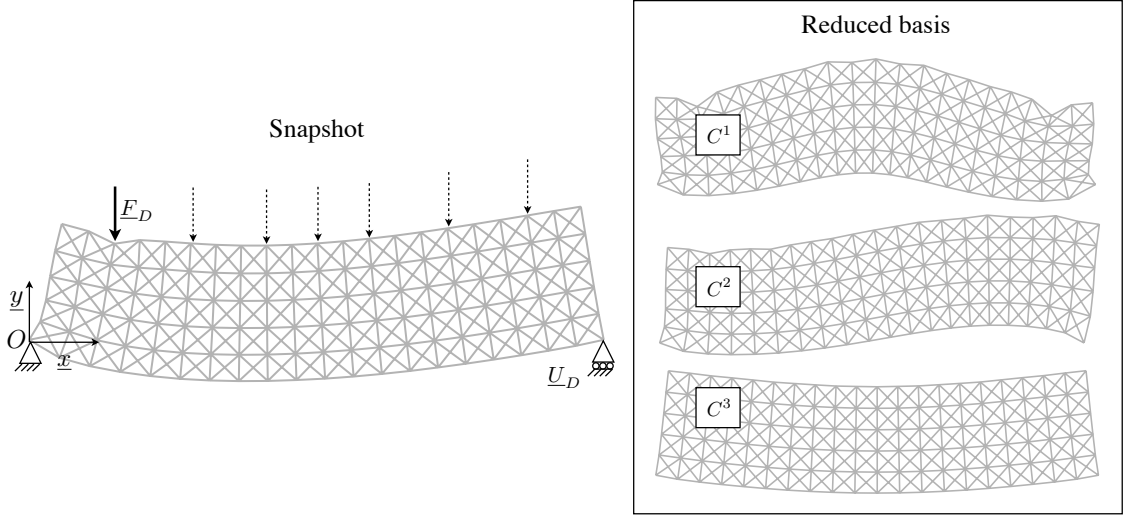 Snapshot
F_D
y
O
x
U_D
Reduced basis
C^1
C^2
C^3